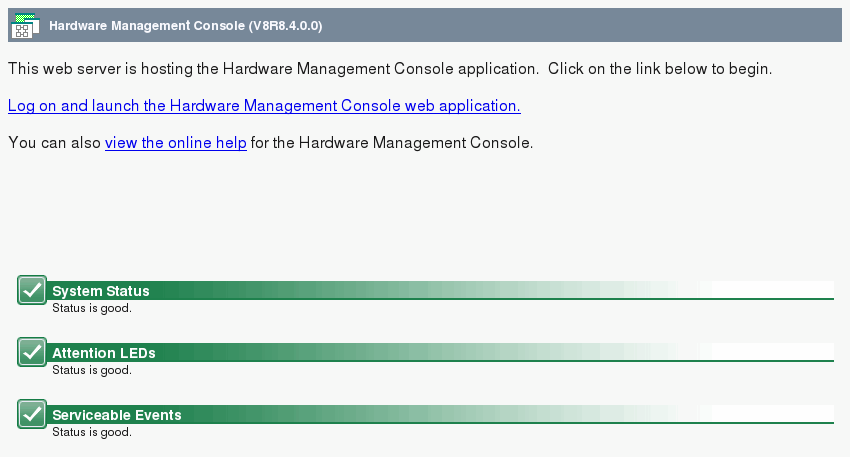 Hardware Management Console (V8R8.4.0.0)
This web server is hosting the Hardware Management Console application.  Click on the link below to begin.
Log on and launch the Hardware Management Console web application.
You can also view the online help for the Hardware Management Console.
System Status
Status is good.
Attention LEDs
Status is good.
Serviceable Events
Status is good.